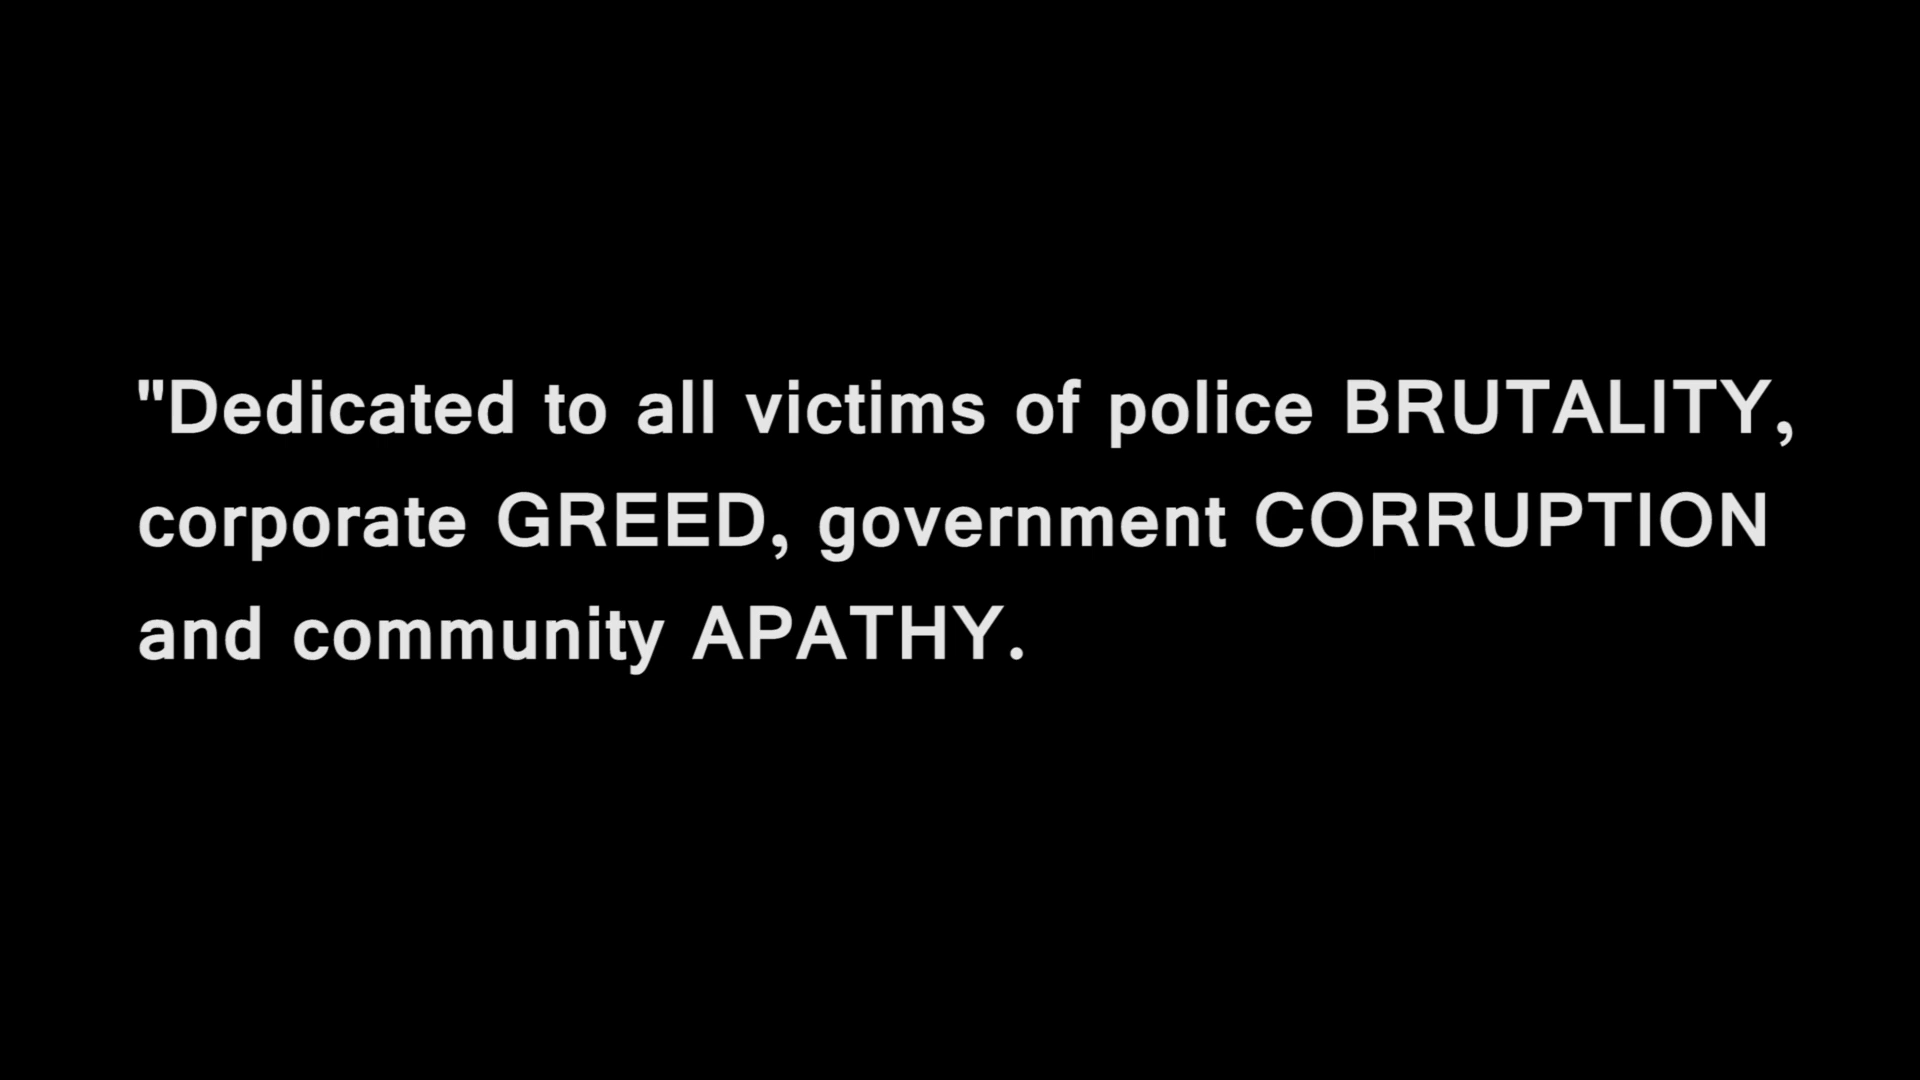 "Dedicated to all victims of police BRUTALITY,
corporate GREED, government CORRUPTION
and community APATHY.